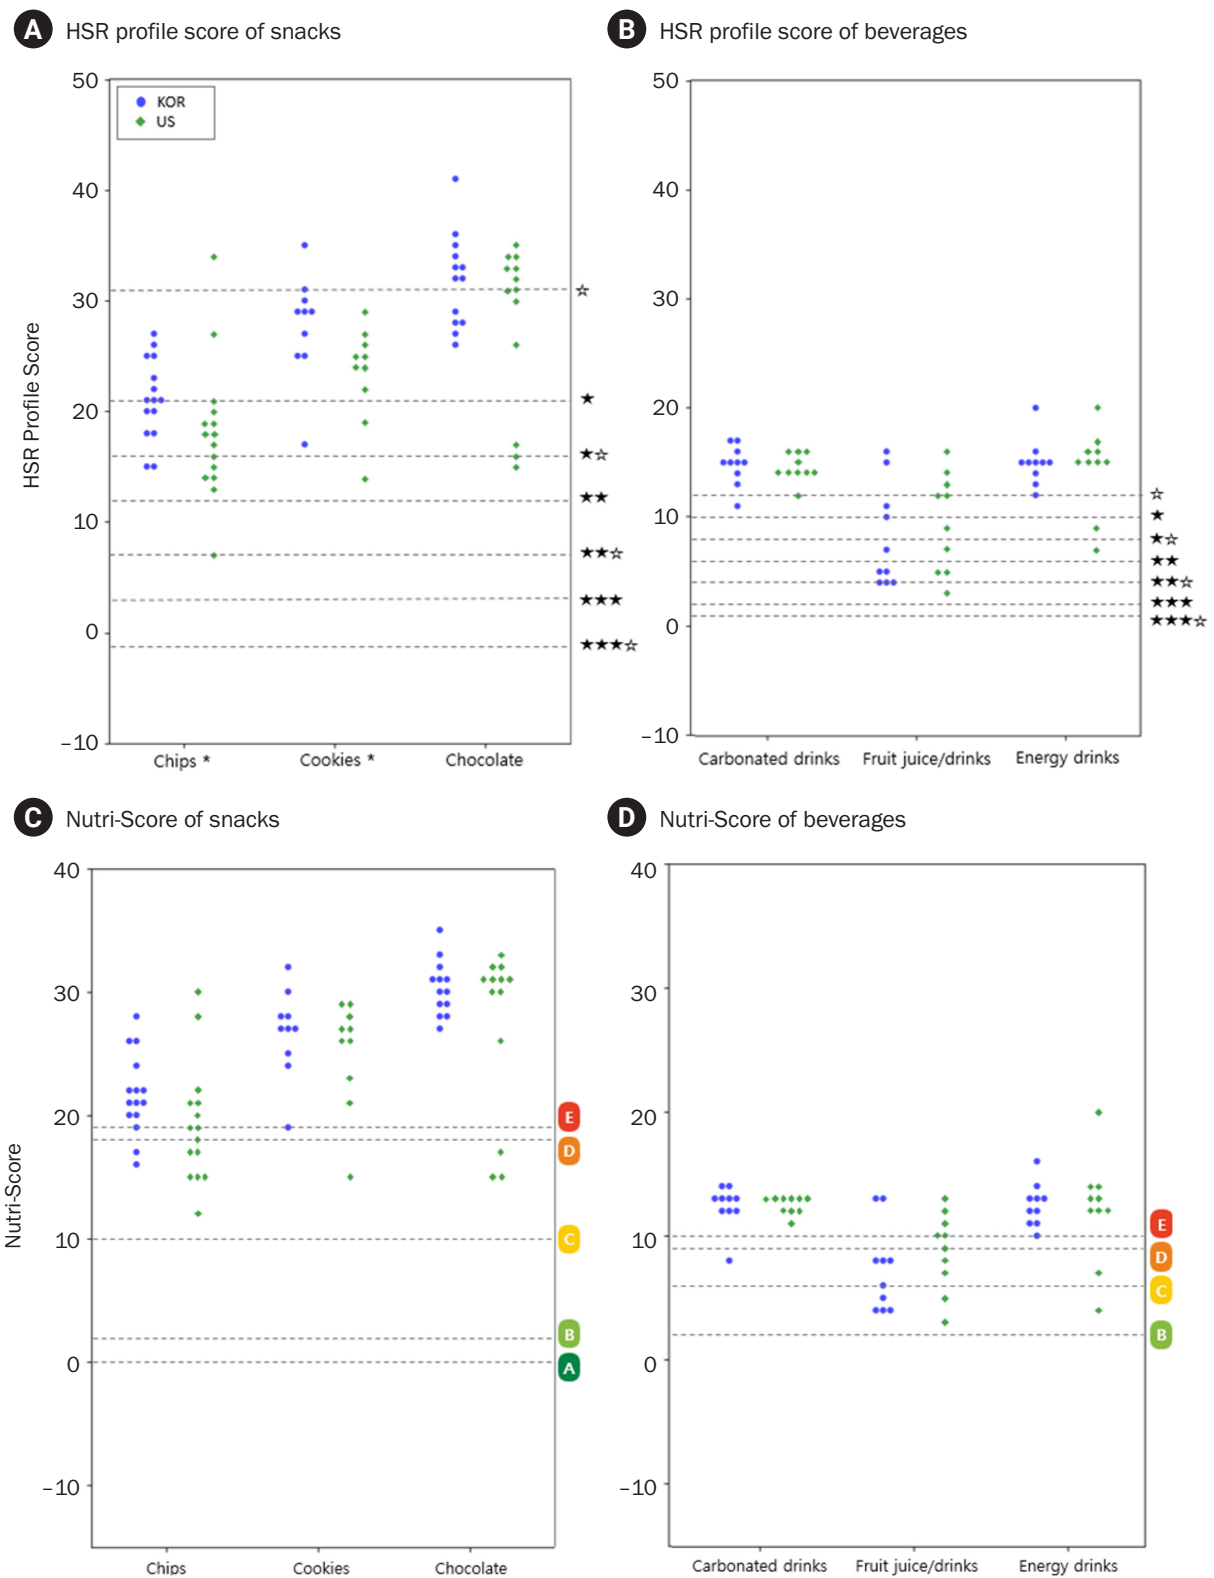 A HSR profile score of snacks
50
KOR
US
40
30
☆
HSR Profile Score
★
20
★☆
★★
10
★★☆
★★★
0
★★★☆
–10
Chips *
Cookies *
Chocolate
B HSR profile score of beverages
50
40
30
20
☆
10
★
★☆
★★
★★☆
★★★
0
★★★☆
–10
Carbonated drinks
Fruit juice/drinks
Energy drinks
C Nutri-Score of snacks
40
30
20
E
D
Nutri-Score
10
C
B
0
A
–10
Chips
Cookies
Chocolate
D Nutri-Score of beverages
40
30
20
E
10
D
C
B
0
–10
Carbonated drinks
Fruit juice/drinks
Energy drinks